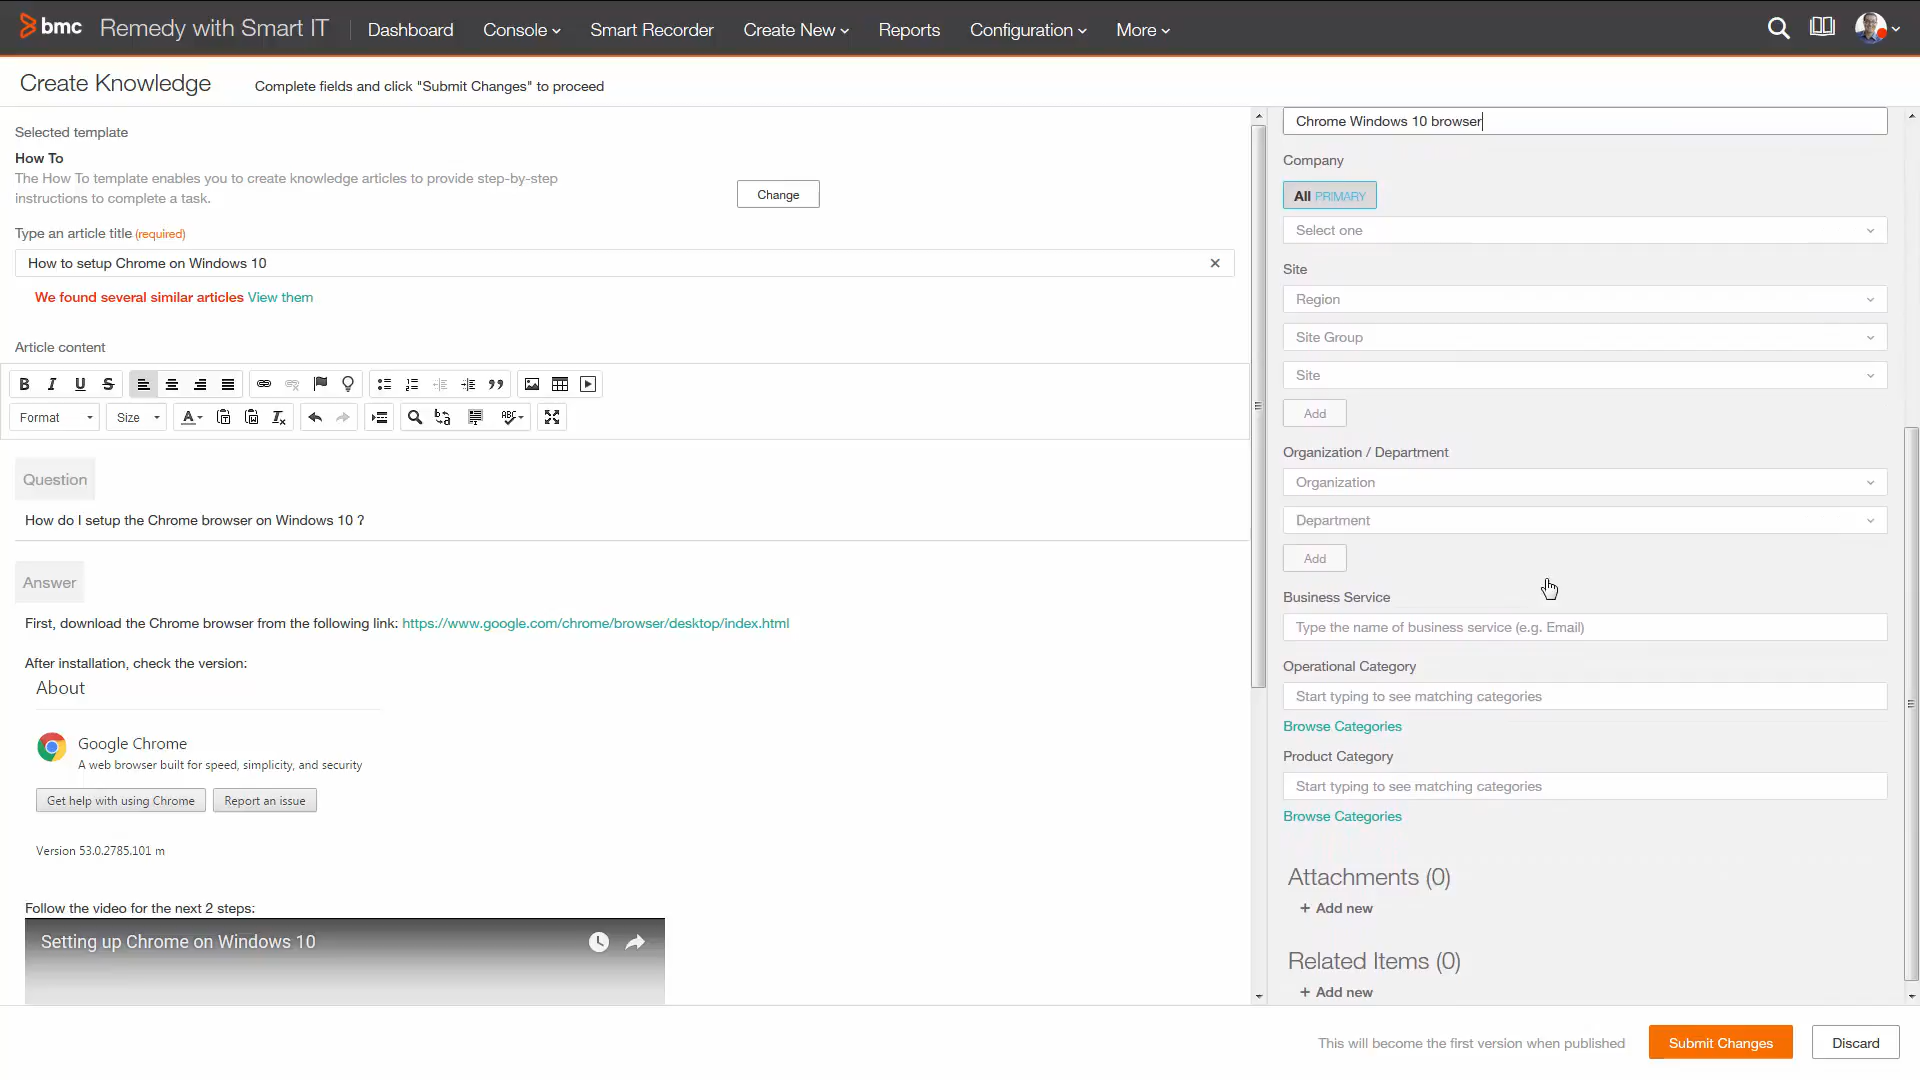 bmc Remedy with Smart IT Dashboard Console Smart Recorder Create New Reports Configuration More
Create Knowledge Complete fields and click "Submit Changes" to proceed
Selected template
How To
The How To template enables you to create knowledge articles to provide step-by-step
instructions to complete a task.
Change
Type an article title (required)
How to setup Chrome on Windows 10
We found several similar articles View them
Article content
B I U S
Format Size A ABC
Question
How do I setup the Chrome browser on Windows 10 ?
Answer
First, download the Chrome browser from the following link: https://www.google.com/chrome/browser/desktop/index.html
After installation, check the version:
About
Google Chrome
A web browser built for speed, simplicity, and security
Get help with using Chrome Report an issue
Version 53.0.2785.101 m
Follow the video for the next 2 steps:
Setting up Chrome on Windows 10
Chrome Windows 10 browser
Company
All PRIMARY
Select one
Site
Region
Site Group
Site
Add
Organization / Department
Organization
Department
Add
Business Service
Type the name of business service (e.g. Email)
Operational Category
Start typing to see matching categories
Browse Categories
Product Category
Start typing to see matching categories
Browse Categories
Attachments (0)
+ Add new
Related Items (0)
+ Add new
This will become the first version when published Submit Changes Discard